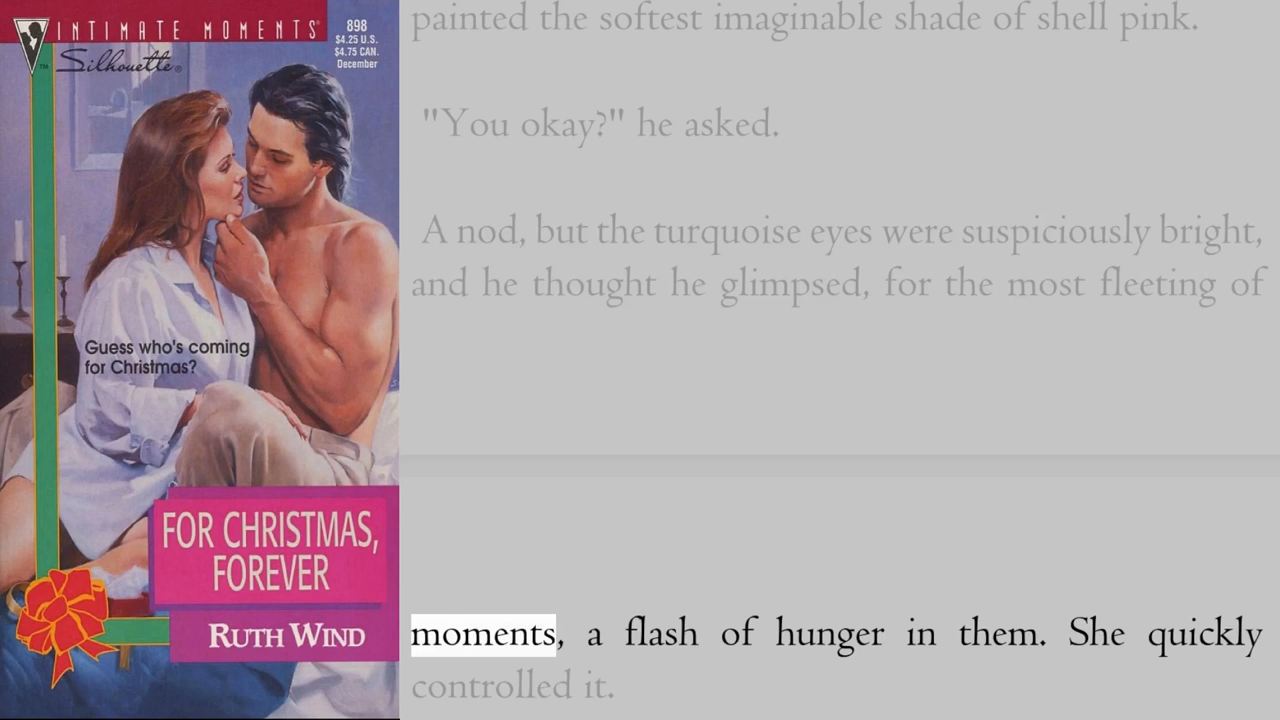 INTIMATE MOMENTS®
Silhouette®
TM
898
$4.25 U.S.
$4.75 CAN.
December
Guess who's coming
for Christmas?
FOR CHRISTMAS,
FOREVER
RUTH WIND
painted the softest imaginable shade of shell pink.
"You okay?" he asked.
A nod, but the turquoise eyes were suspiciously bright,
and he thought he glimpsed, for the most fleeting of
moments, a flash of hunger in them. She quickly
controlled it.